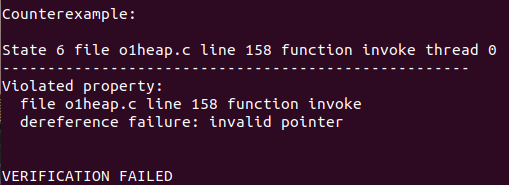 Counterexample:
State 6 file o1heap.c line 158 function invoke thread 0
----------------------------------------------------
Violated property:
  file o1heap.c line 158 function invoke
  dereference failure: invalid pointer
VERIFICATION FAILED